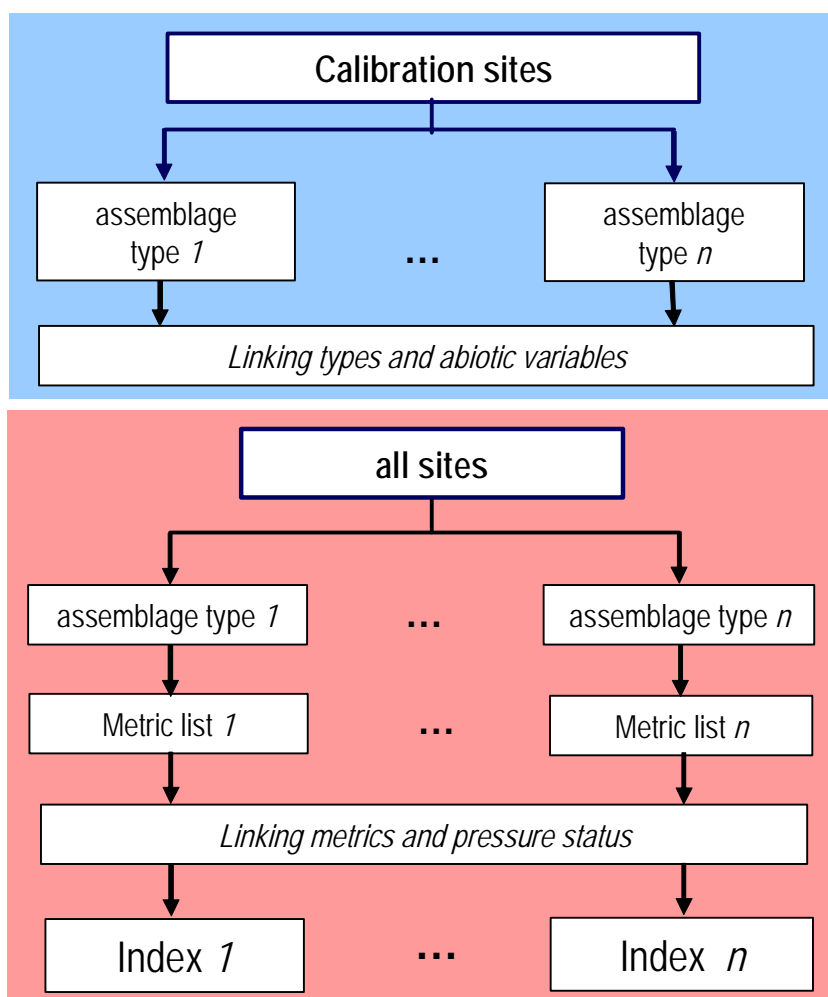 Calibration sites
assemblage
type 1
...
assemblage
type n
Linking types and abiotic variables
all sites
assemblage type 1
...
assemblage type n
Metric list 1
...
Metric list n
Linking metrics and pressure status
Index 1
...
Index n